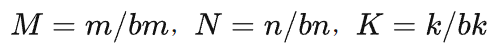 M = m/bm，N = n/bn，K = k/bk